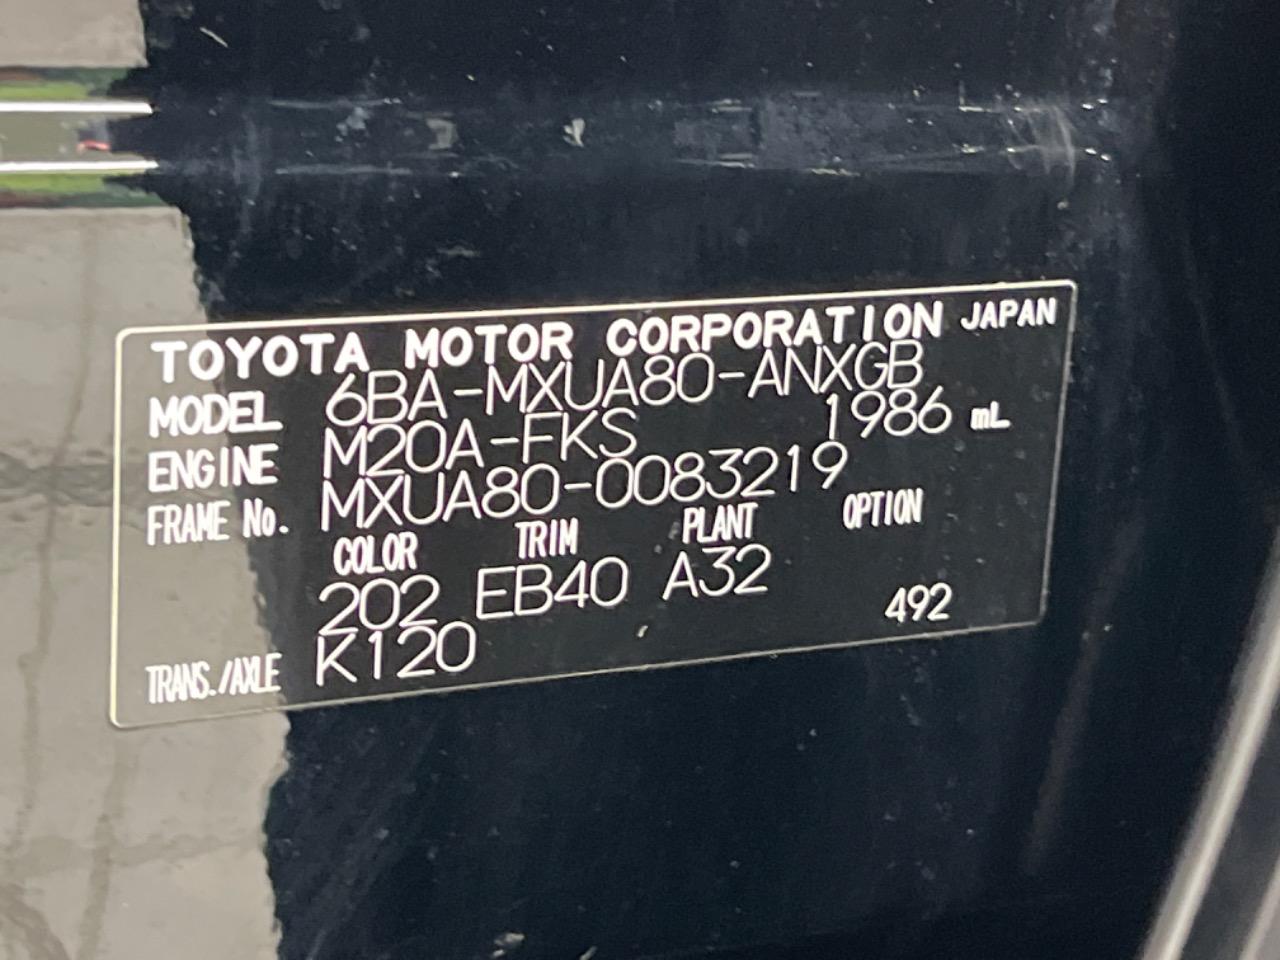 TOYOTA MOTOR CORPORATION JAPAN
MODEL 6BA-MXUA80-ANXGB
ENGINE M20A-FKS 1986 mL
FRAME No. MXUA80-0083219
COLOR TRIM PLANT OPTION
202 EB40 A32
TRANS./AXLE K120 492